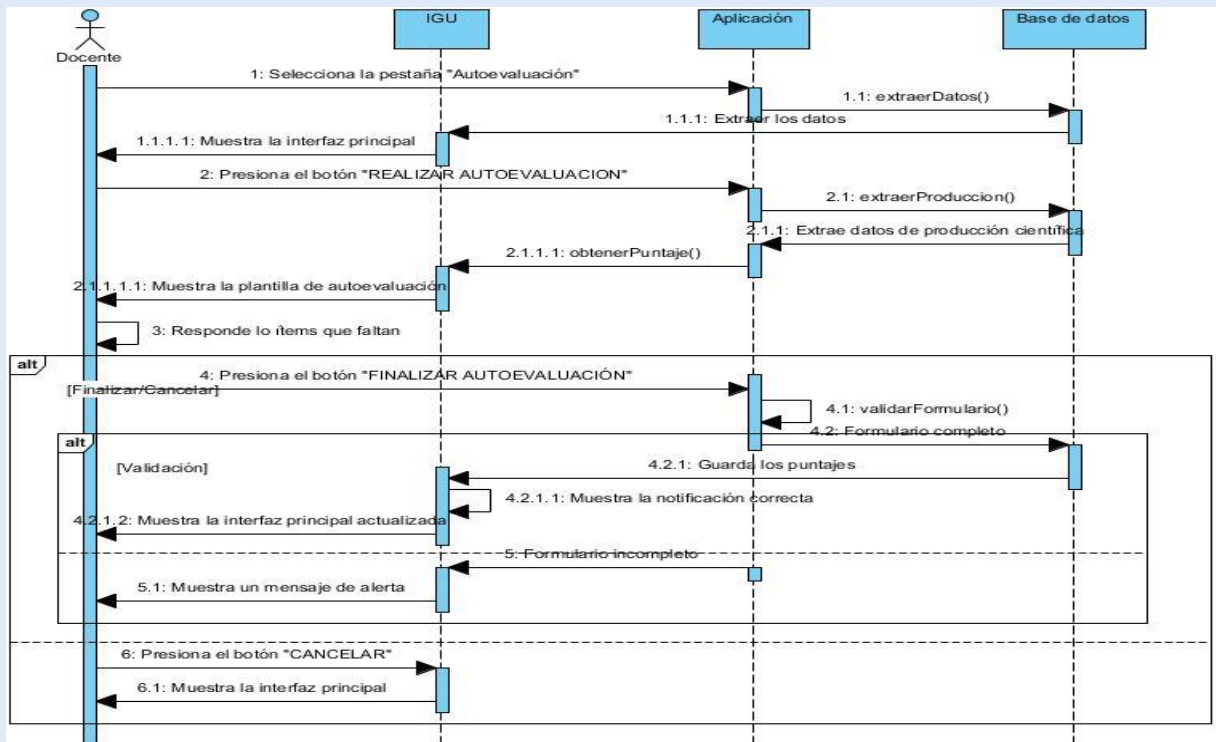 Docente
IGU
Aplicación
Base de datos
1: Selecciona la pestaña "Autoevaluación"
1.1: extraerDatos()
1.1.1: Extraer los datos
1.1.1.1: Muestra la interfaz principal
2: Presiona el botón "REALIZAR AUTOEVALUACION"
2.1: extraerProduccion()
2.1.1: Extrae datos de producción científica
2.1.1.1: obtenerPuntaje()
2.1.1.1.1: Muestra la plantilla de autoevaluación
3: Responde lo ítems que faltan
alt
4: Presiona el botón "FINALIZAR AUTOEVALUACIÓN"
[Finalizar/Cancelar]
4.1: validarFormulario()
4.2: Formulario completo
alt
[Validación]
4.2.1: Guarda los puntajes
4.2.1.1: Muestra la notificación correcta
4.2.1.2: Muestra la interfaz principal actualizada
5: Formulario incompleto
5.1: Muestra un mensaje de alerta
6: Presiona el botón "CANCELAR"
6.1: Muestra la interfaz principal